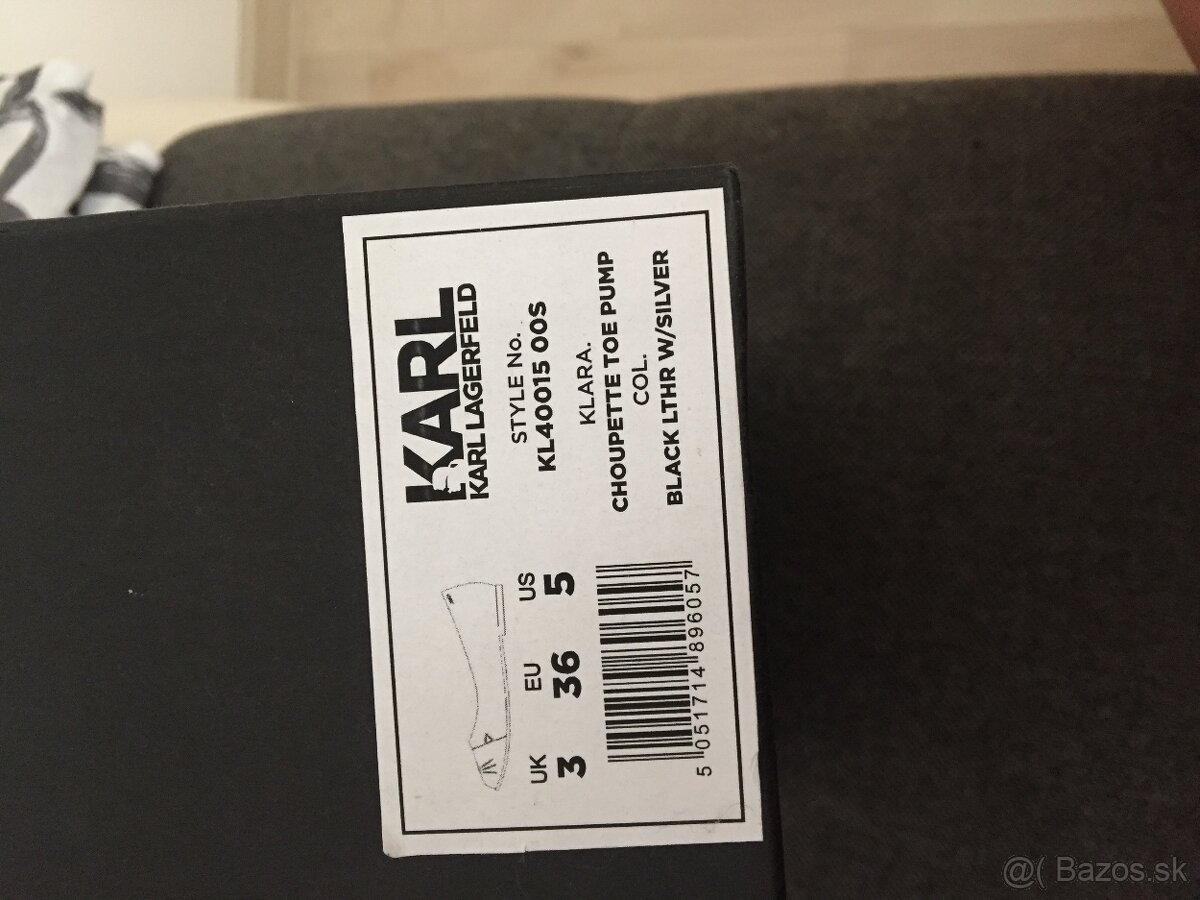 KARL
KARL LAGERFELD
STYLE No.
KL40015 00S
KLARA.
CHOUPETTE TOE PUMP
COL.
BLACK LTHR W/SILVER
UK EU US
3 36 5
5 051714 896057
@( Bazos.sk